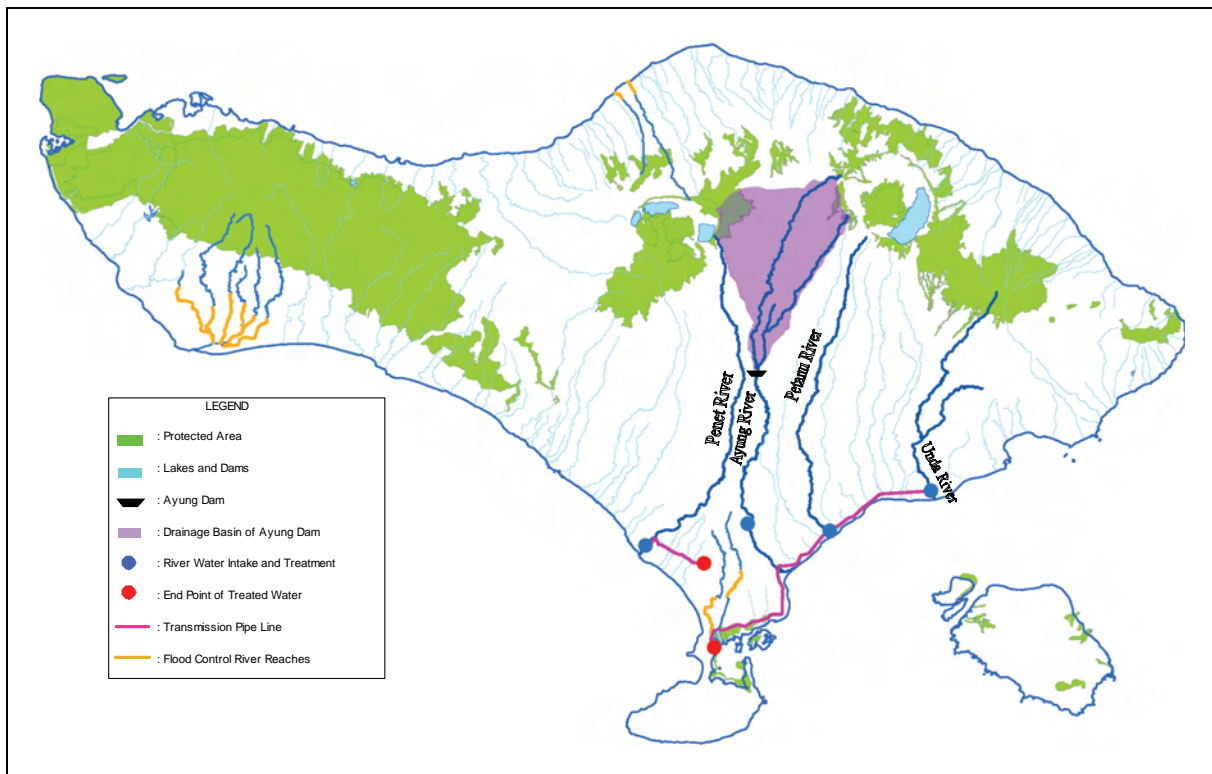 Penet River
Ayung River
Petanu River
Unda River
LEGEND
: Protected Area
: Lakes and Dams
: Ayung Dam
: Drainage Basin of Ayung Dam
: River Water Intake and Treatment
: End Point of Treated Water
: Transmission Pipe Line
: Flood Control River Reaches